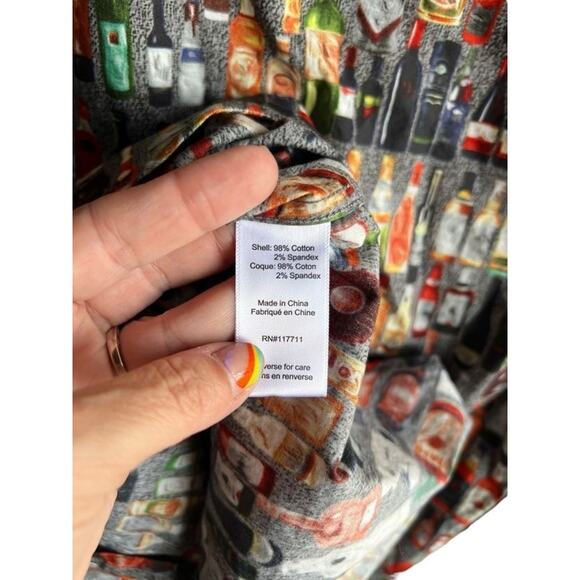 Shell: 98% Cotton
2% Spandex
Coque: 98% Coton
2% Spandex
Made in China
Fabriqué en Chine
RN#117711
verse for care
ns en renverse